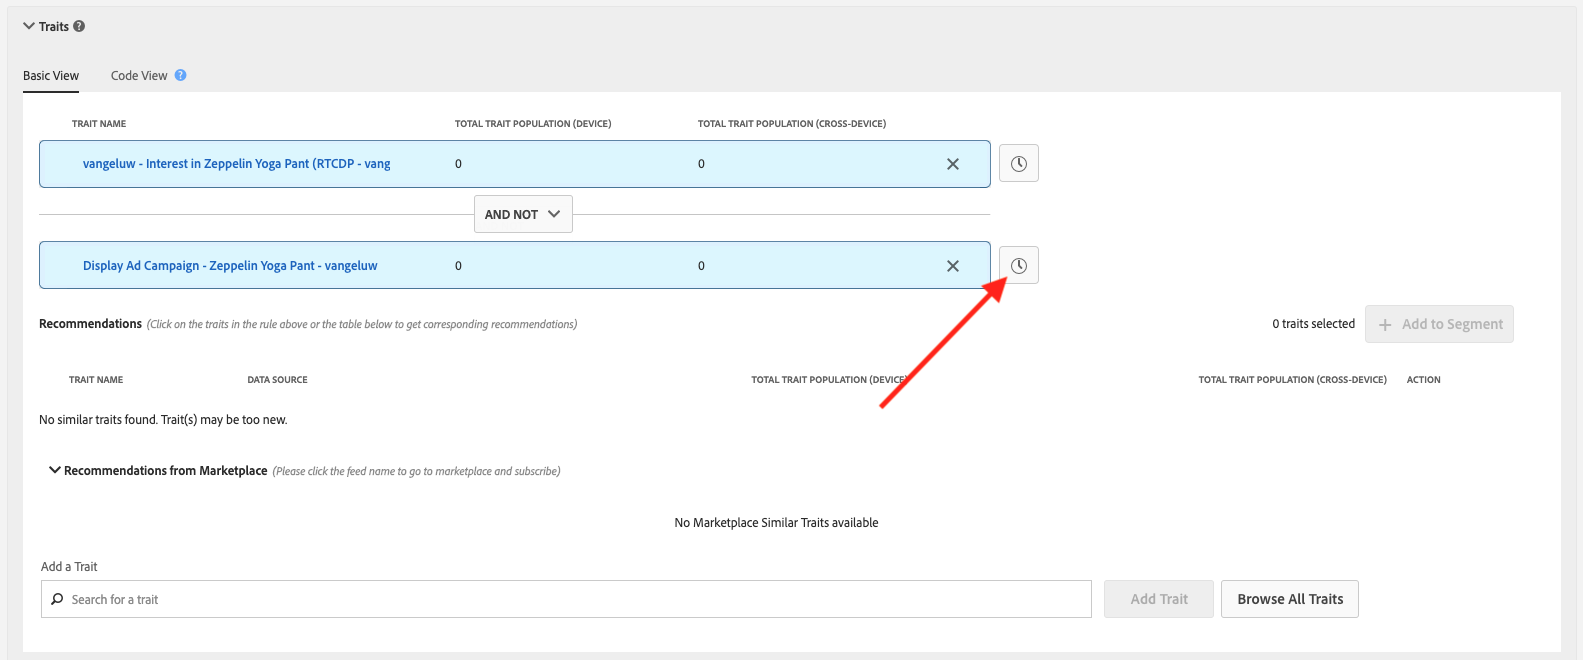 Traits ?
Basic View Code View ?
TRAIT NAME TOTAL TRAIT POPULATION (DEVICE) TOTAL TRAIT POPULATION (CROSS-DEVICE)
vangeluw - Interest in Zeppelin Yoga Pant (RTCDP - vang 0 0
AND NOT
Display Ad Campaign - Zeppelin Yoga Pant - vangeluw 0 0
Recommendations (Click on the traits in the rule above or the table below to get corresponding recommendations) 0 traits selected + Add to Segment
TRAIT NAME DATA SOURCE TOTAL TRAIT POPULATION (DEVICE) TOTAL TRAIT POPULATION (CROSS-DEVICE) ACTION
No similar traits found. Trait(s) may be too new.
Recommendations from Marketplace (Please click the feed name to go to marketplace and subscribe)
No Marketplace Similar Traits available
Add a Trait
Search for a trait Add Trait Browse All Traits